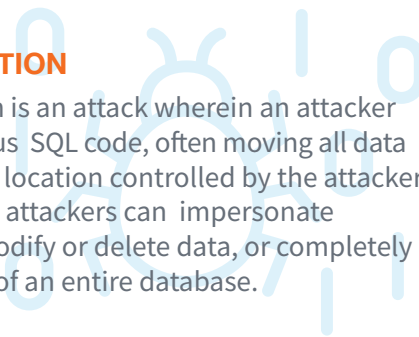 TION
is an attack wherein an attacker
us SQL code, often moving all data
location controlled by the attacker
attackers can impersonate
odify or delete data, or completely
of an entire database.